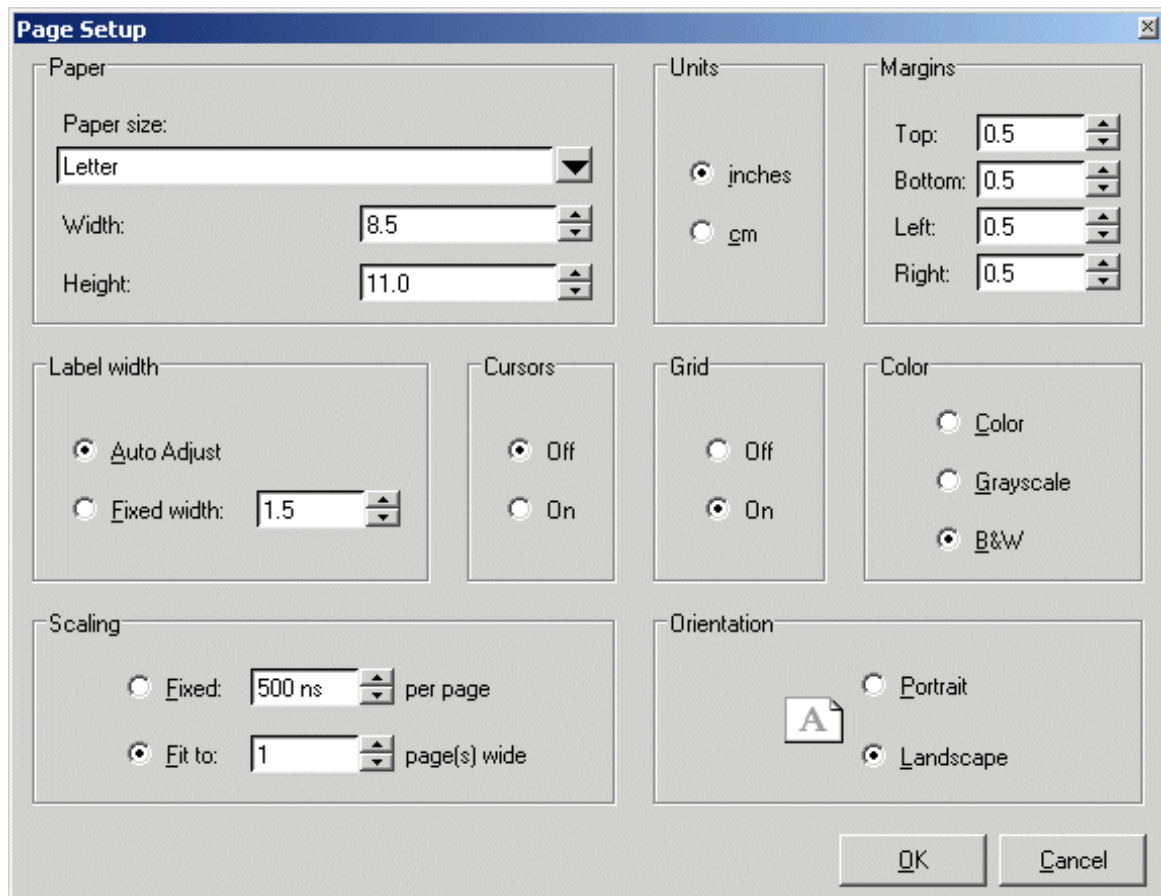 Page Setup
Paper
Paper size:
Letter
Width: 8.5
Height: 11.0
Units
inches
cm
Margins
Top: 0.5
Bottom: 0.5
Left: 0.5
Right: 0.5
Label width
Auto Adjust
Fixed width: 1.5
Cursors
Off
On
Grid
Off
On
Color
Color
Grayscale
B&W
Scaling
Fixed: 500 ns per page
Fit to: 1 page(s) wide
Orientation
A
Portrait
Landscape
OK Cancel